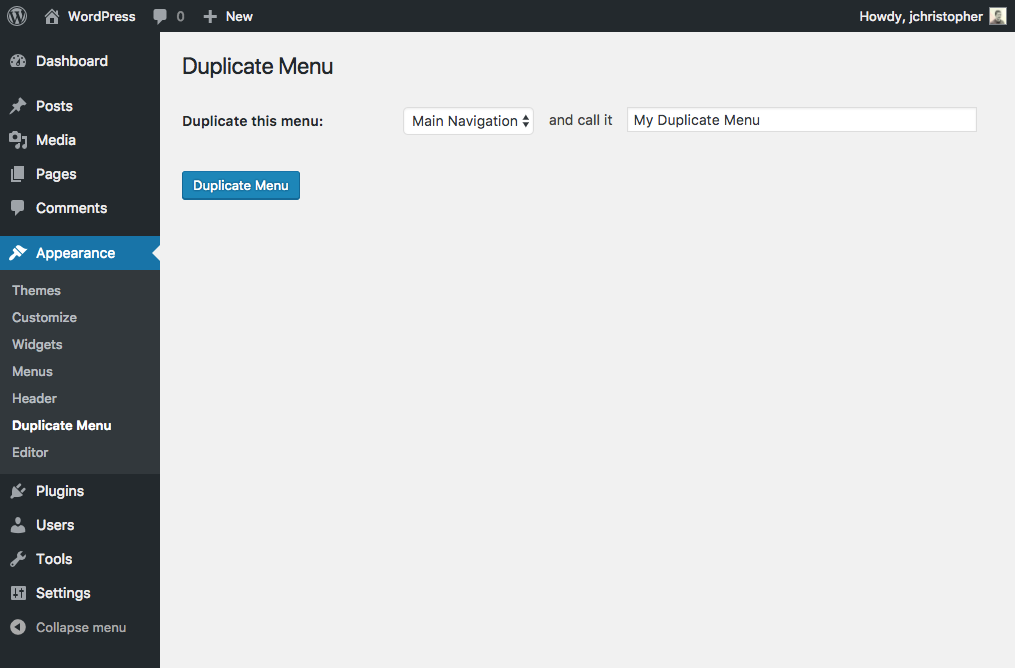 WordPress 0 New Howdy, jchristopher
Dashboard
Posts
Media
Pages
Comments
Appearance
Themes
Customize
Widgets
Menus
Header
Duplicate Menu
Editor
Plugins
Users
Tools
Settings
Collapse menu
Duplicate Menu
Duplicate this menu: Main Navigation and call it My Duplicate Menu
Duplicate Menu